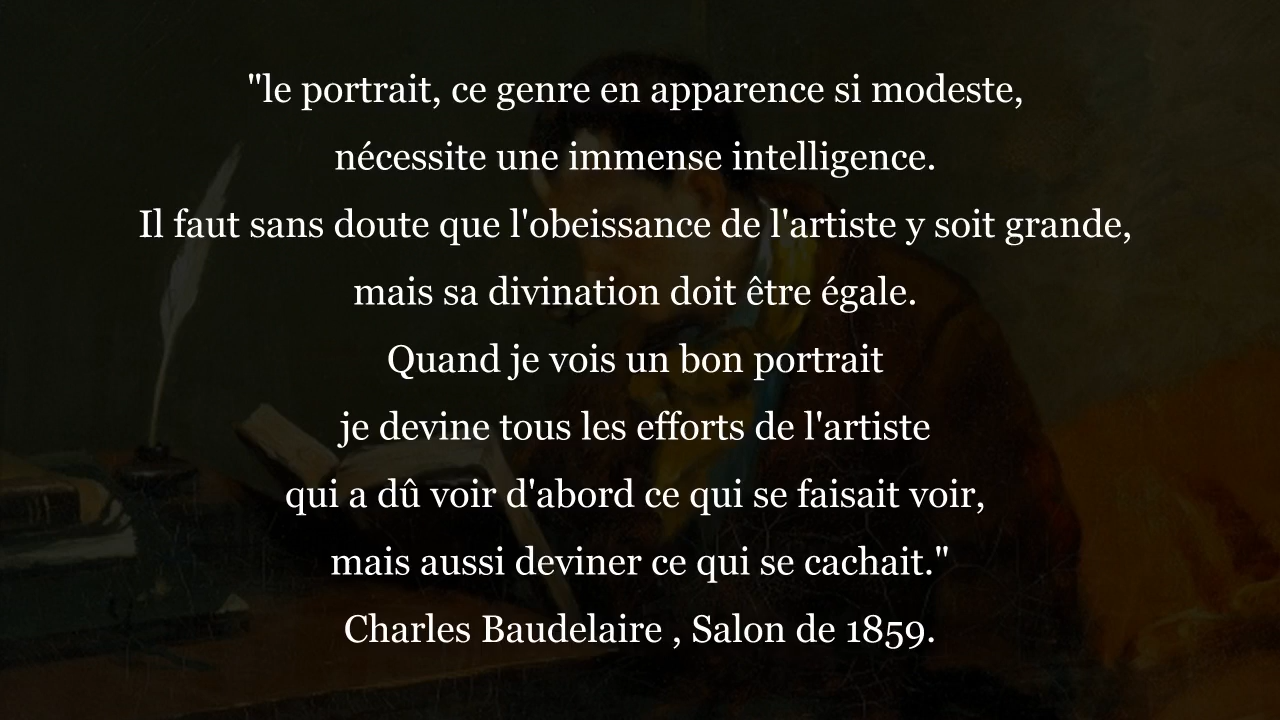 "le portrait, ce genre en apparence si modeste,
nécessite une immense intelligence.
Il faut sans doute que l'obeissance de l'artiste y soit grande,
mais sa divination doit être égale.
Quand je vois un bon portrait
je devine tous les efforts de l'artiste
qui a dû voir d'abord ce qui se faisait voir,
mais aussi deviner ce qui se cachait."
Charles Baudelaire , Salon de 1859.